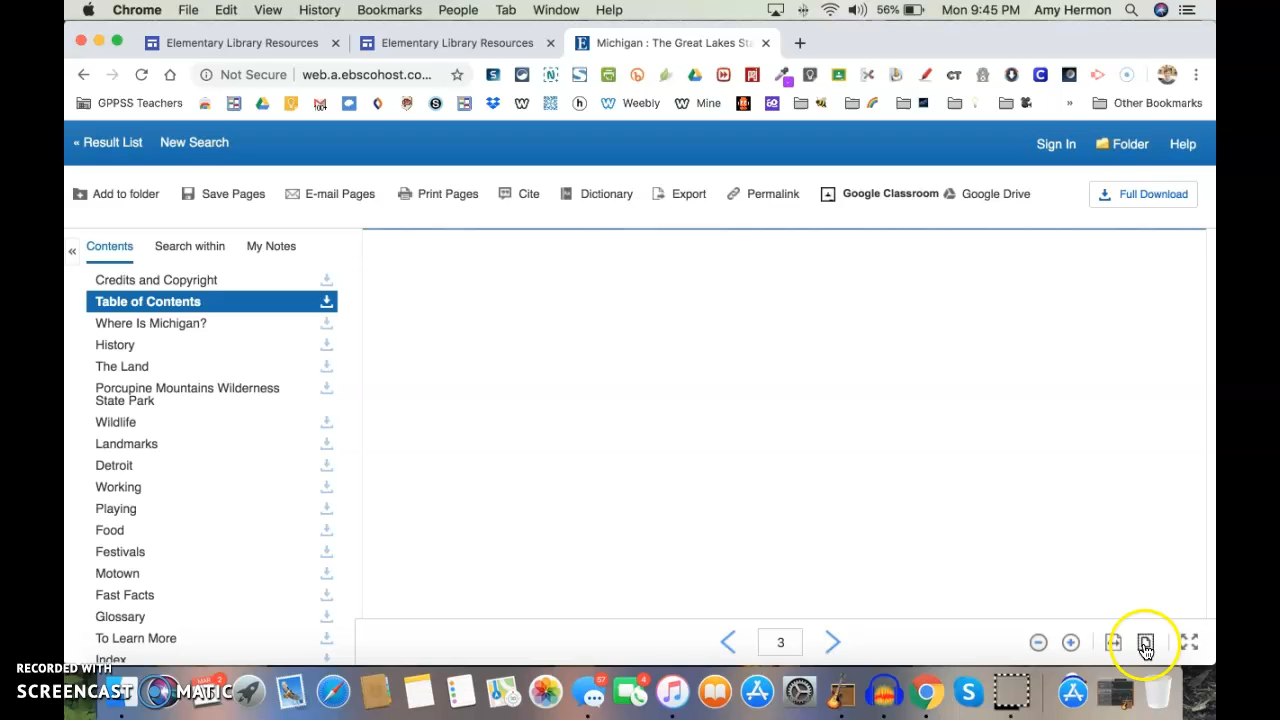 Chrome File Edit View History Bookmarks People Tab Window Help 56% Mon 9:45 PM Amy Hermon
Elementary Library Resources × Elementary Library Resources × Michigan : The Great Lakes Sta ×
Not Secure web.a.ebscohost.co...
GPPSS Teachers Weebly Mine » Other Bookmarks
« Result List New Search Sign In Folder Help
Add to folder Save Pages E-mail Pages Print Pages Cite Dictionary Export Permalink Google Classroom Google Drive Full Download
« Contents Search within My Notes
Credits and Copyright
Table of Contents
Where Is Michigan?
History
The Land
Porcupine Mountains Wilderness
State Park
Wildlife
Landmarks
Detroit
Working
Playing
Food
Festivals
Motown
Fast Facts
Glossary
To Learn More
Index
3
RECORDED WITH
SCREENCAST MATIC
57 4